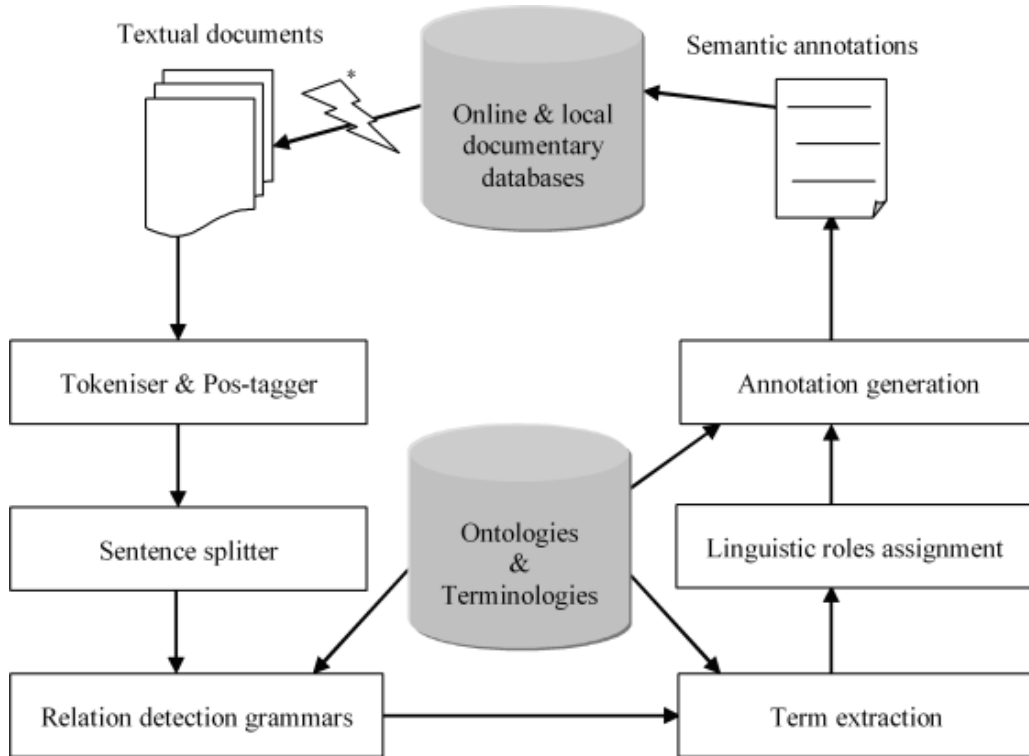 Textual documents
*
Online & local
documentary
databases
Semantic annotations
Tokeniser & Pos-tagger
Annotation generation
Sentence splitter
Ontologies
&
Terminologies
Linguistic roles assignment
Relation detection grammars
Term extraction